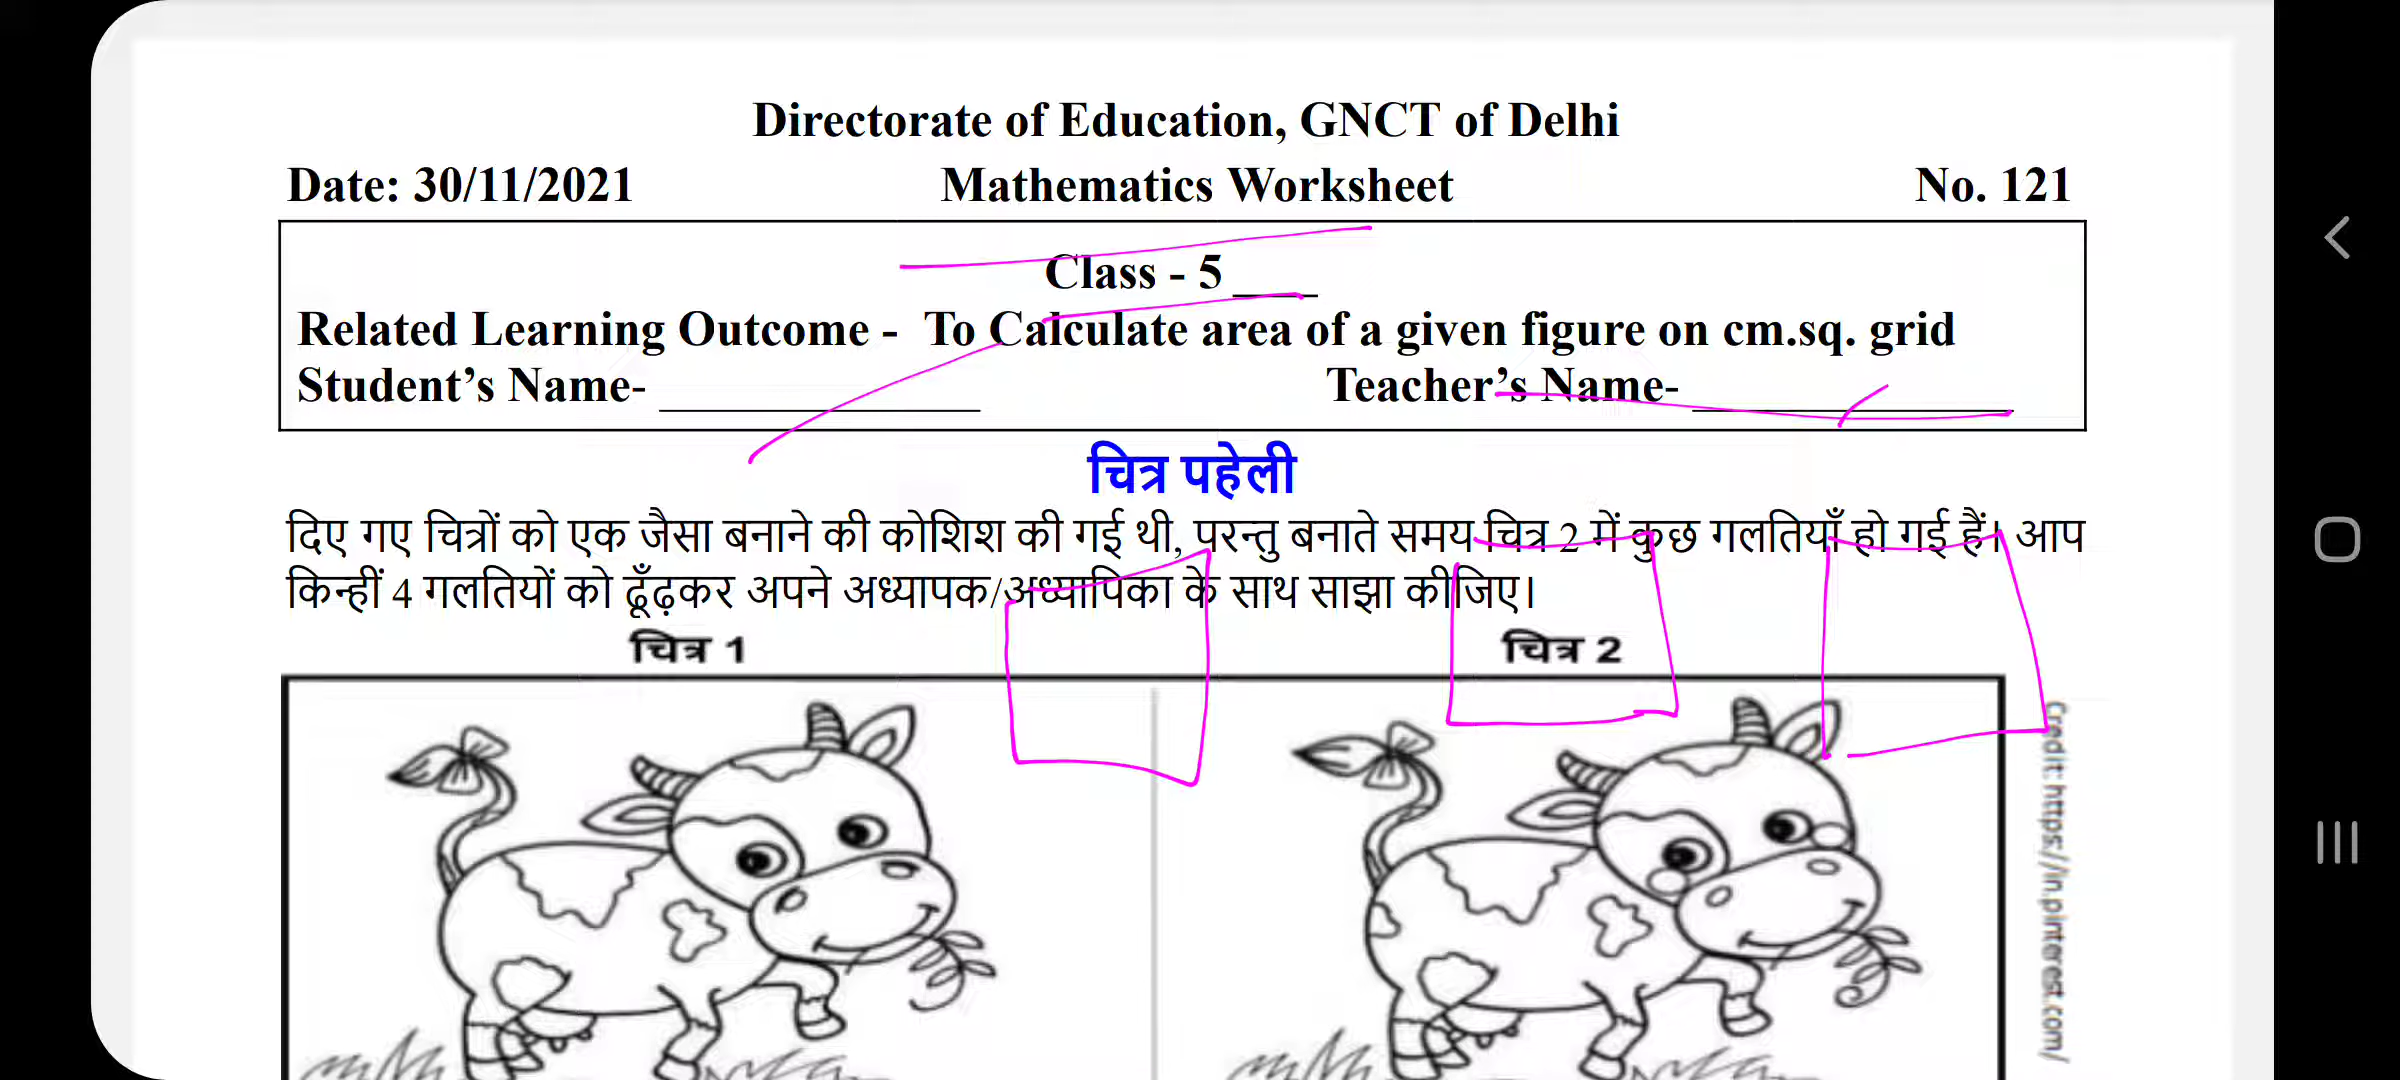 Directorate of Education, GNCT of Delhi
Date: 30/11/2021 Mathematics Worksheet No. 121
Class - 5 ____
Related Learning Outcome - To Calculate area of a given figure on cm.sq. grid
Student’s Name- ______________ Teacher’s Name- ______________
चित्र पहेली
दिए गए चित्रों को एक जैसा बनाने की कोशिश की गई थी, परन्तु बनाते समय चित्र 2 में कुछ गलतियाँ हो गई हैं। आप
किन्हीं 4 गलतियों को ढूँढ़कर अपने अध्यापक/अध्यापिका के साथ साझा कीजिए।
चित्र 1 चित्र 2
Credit: https://in.pinterest.com/